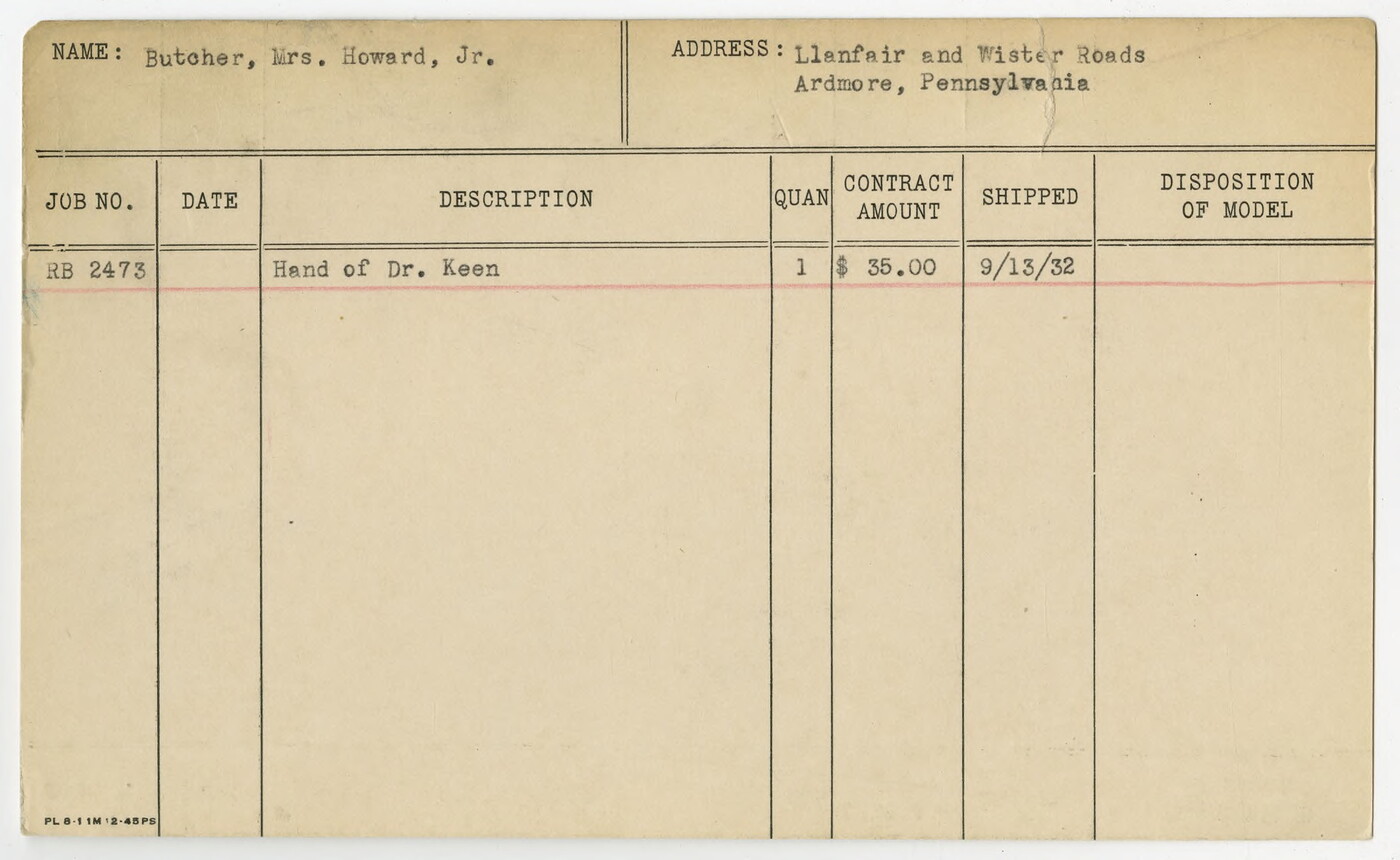 NAME: Butcher, Mrs. Howard, Jr.
ADDRESS: Llanfair and Wister Roads
Ardmore, Pennsylvania
JOB NO. DATE DESCRIPTION QUAN CONTRACT AMOUNT SHIPPED DISPOSITION OF MODEL
RB 2473 Hand of Dr. Keen 1 $ 35.00 9/13/32
PL 8-1 1M 12-45 PS